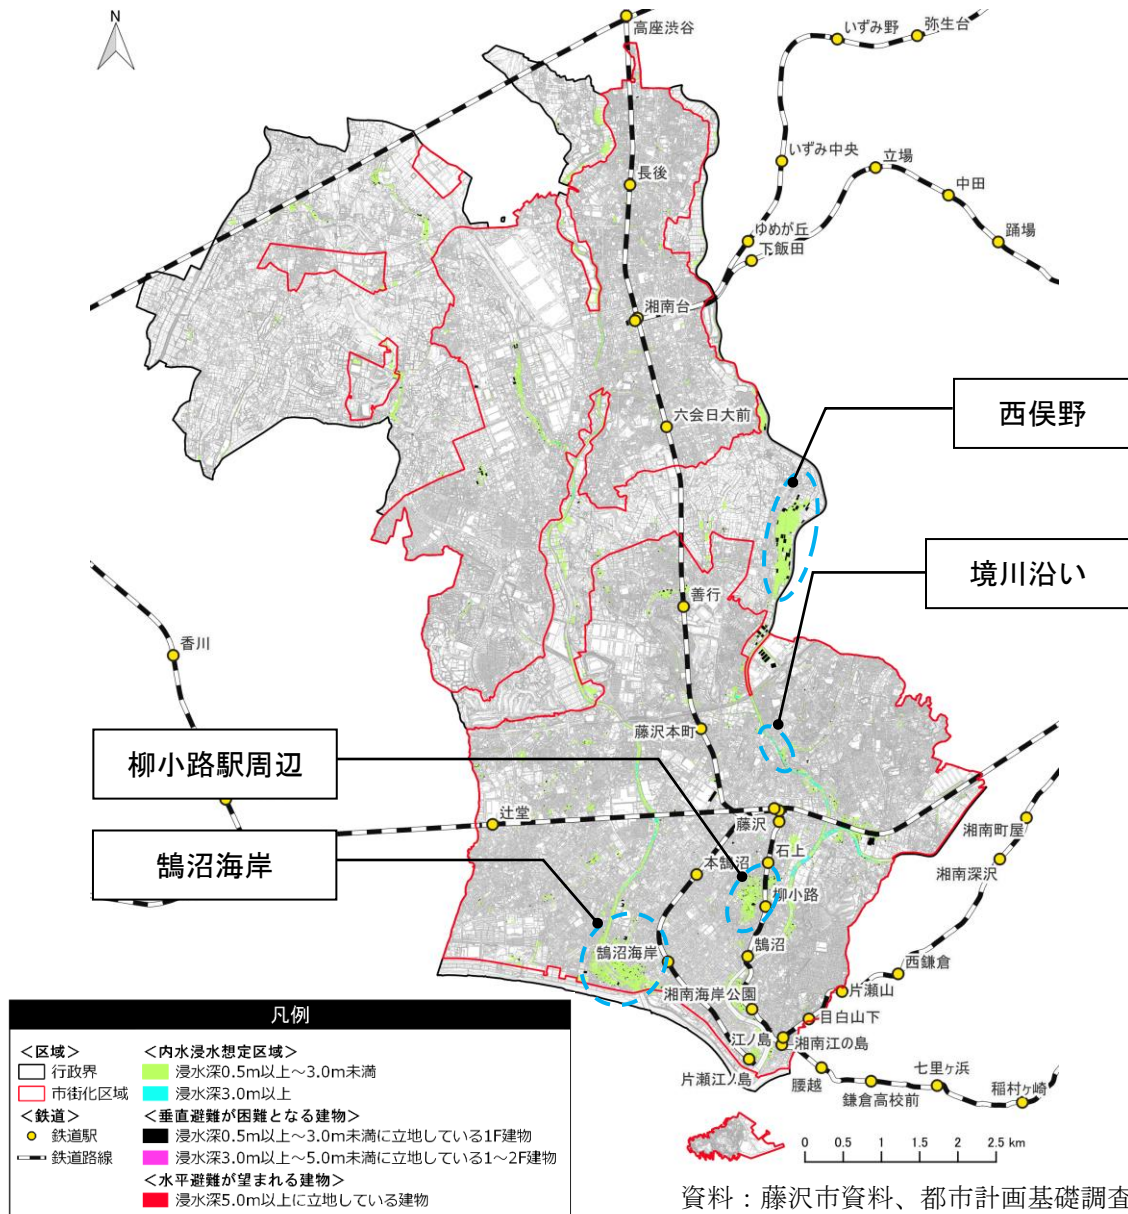 N
高座渋谷
いずみ野
弥生台
いずみ中央
立場
中田
長後
ゆめが丘
下飯田
踊場
湘南台
六会日大前
西俣野
境川沿い
善行
香川
藤沢本町
柳小路駅周辺
辻堂
藤沢
石上
本鵠沼
柳小路
湘南町屋
湘南深沢
鵠沼海岸
鵠沼
鵠沼海岸
西鎌倉
湘南海岸公園
片瀬山
目白山下
江ノ島
湘南江の島
片瀬江ノ島
腰越
七里ヶ浜
鎌倉高校前
稲村ヶ崎
凡例
<区域>
行政界
市街化区域
<鉄道>
鉄道駅
鉄道路線
<内水浸水想定区域>
浸水深0.5m以上~3.0m未満
浸水深3.0m以上
<垂直避難が困難となる建物>
浸水深0.5m以上~3.0m未満に立地している1F建物
浸水深3.0m以上~5.0m未満に立地している1~2F建物
<水平避難が望まれる建物>
浸水深5.0m以上に立地している建物
0 0.5 1 1.5 2 2.5 km
資料:藤沢市資料、都市計画基礎調査